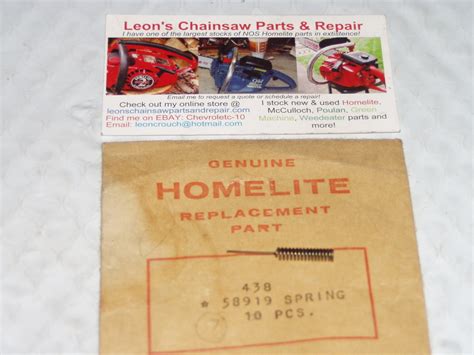 Leon's Chainsaw Parts & Repair
I have one of the largest stocks of NOS Homelite parts in existence!
Email me to request a quote or schedule a repair!
Check out my online store @
leonschainsawpartsandrepair.com
Find me on EBAY: Chevroletc-10
Email: leoncrouch@hotmail.com
I stock new & used Homelite,
McCulloch, Poulan, Green
Machine, Weedeater parts and
more!
GENUINE
HOMELITE
REPLACEMENT
PART
438
* 58919 SPRING
10 PCS.